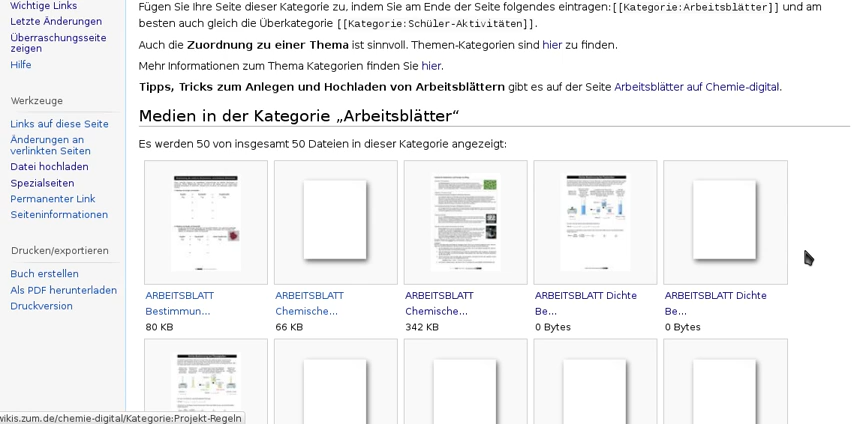 Wichtige Links
Letzte Änderungen
Überraschungsseite
zeigen
Hilfe
Werkzeuge
Links auf diese Seite
Änderungen an
verlinkten Seiten
Datei hochladen
Spezialseiten
Permanenter Link
Seiteninformationen
Drucken/exportieren
Buch erstellen
Als PDF herunterladen
Druckversion
Fügen Sie Ihre Seite dieser Kategorie zu, indem Sie am Ende der Seite folgendes eintragen:[[Kategorie:Arbeitsblätter]] und am
besten auch gleich die Überkategorie [[Kategorie:Schüler-Aktivitäten]].
Auch die Zuordnung zu einer Thema ist sinnvoll. Themen-Kategorien sind hier zu finden.
Mehr Informationen zum Thema Kategorien finden Sie hier.
Tipps, Tricks zum Anlegen und Hochladen von Arbeitsblättern gibt es auf der Seite Arbeitsblätter auf Chemie-digital.
Medien in der Kategorie „Arbeitsblätter“
Es werden 50 von insgesamt 50 Dateien in dieser Kategorie angezeigt:
ARBEITSBLATT
Bestimmun...
80 KB
ARBEITSBLATT
Chemische...
66 KB
ARBEITSBLATT
Chemische...
342 KB
ARBEITSBLATT Dichte
Be...
0 Bytes
ARBEITSBLATT Dichte
Be...
0 Bytes
wikis.zum.de/chemie-digital/Kategorie:Projekt-Regeln